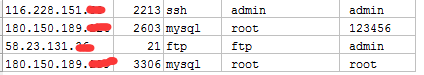 116.228.151. 2213 ssh admin admin
180.150.189. 2603 mysql root 123456
58.23.131. 21 ftp ftp admin
180.150.189. 3306 mysql root root